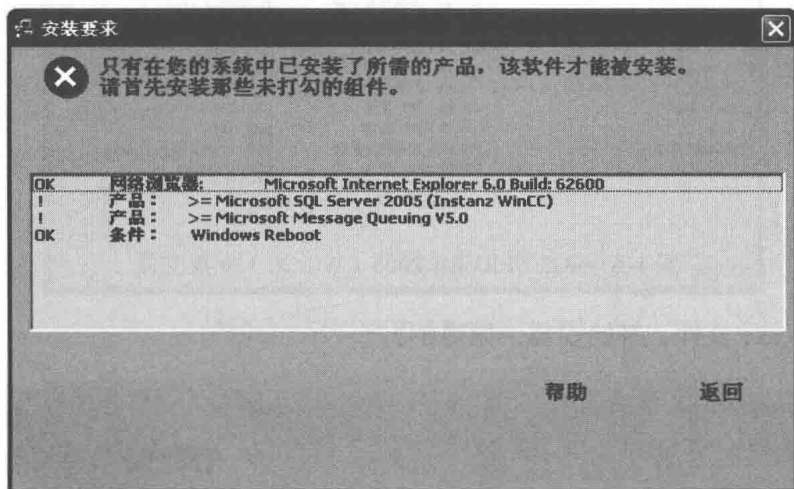 安装要求
只有在您的系统中已安装了所需的产品，该软件才能被安装。
请首先安装那些未打勾的组件。
OK 网络浏览器: Microsoft Internet Explorer 6.0 Build: 62600
! 产品： >= Microsoft SQL Server 2005 (Instanz WinCC)
! 产品： >= Microsoft Message Queuing V5.0
OK 条件： Windows Reboot
帮助 返回